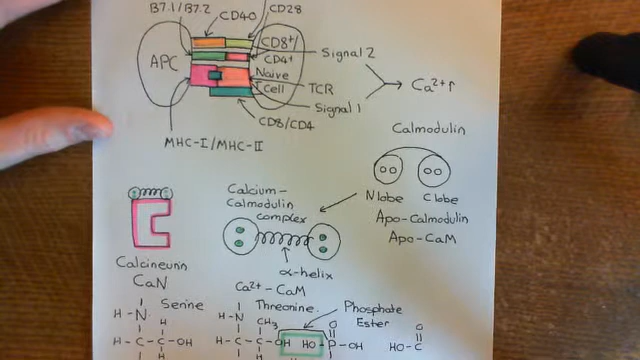 B7.1/B7.2
CD40
CD28
APC
CD8+/
CD4+
Naive
Cell
Signal 2
TCR
Signal 1
Ca2+↑
CD8/CD4
MHC-I/MHC-II
Calmodulin
N lobe C lobe
Apo-Calmodulin
Apo-CaM
Calcium-
Calmodulin
complex
α-helix
Ca2+-CaM
Calcineurin
CaN
Serine
Threonine
Phosphate
Ester
H-N
H
H-C-C-OH
H
H-N
CH3
H-C-C-OH HO-P-OH
O
O
HO-C